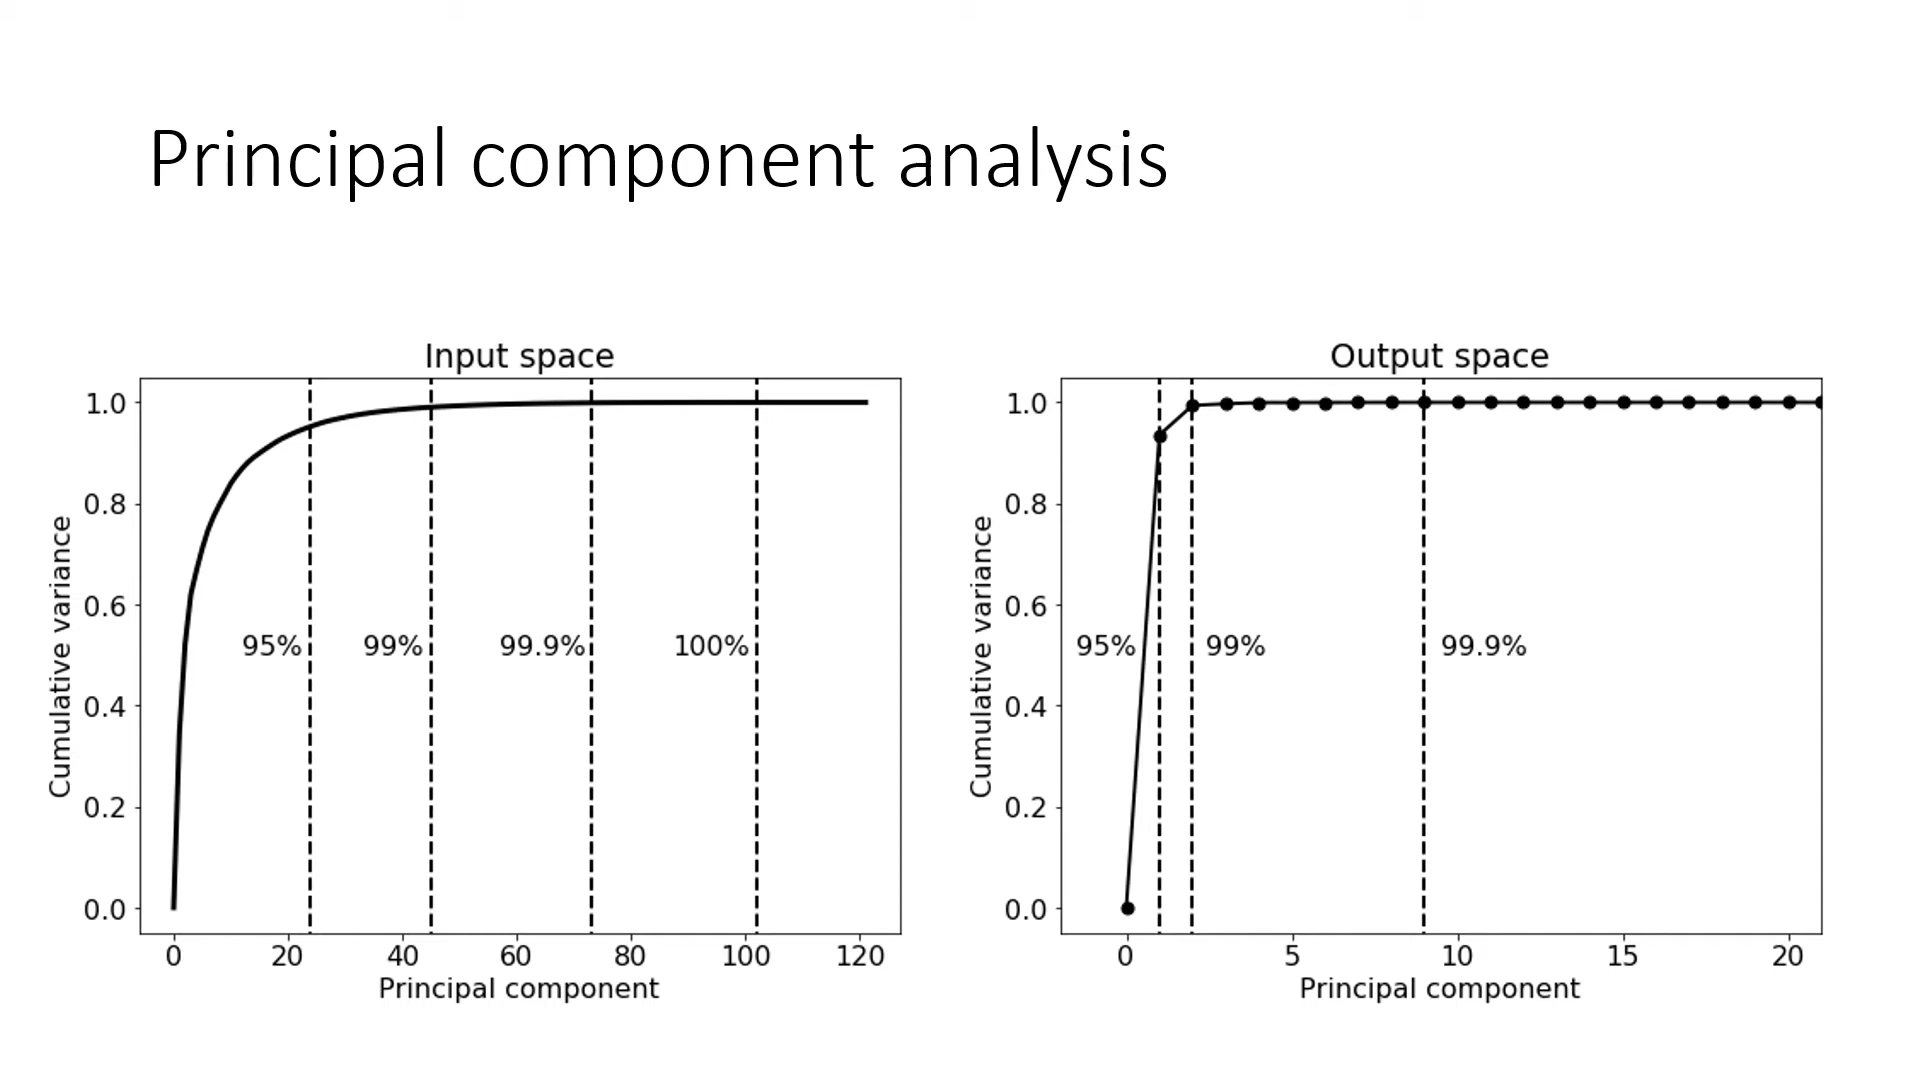 Principal component analysis
Input space
Cumulative variance
1.0
0.8
0.6
0.4
0.2
0.0
95% 99% 99.9% 100%
0 20 40 60 80 100 120
Principal component
Output space
Cumulative variance
1.0
0.8
0.6
0.4
0.2
0.0
95% 99% 99.9%
0 5 10 15 20
Principal component